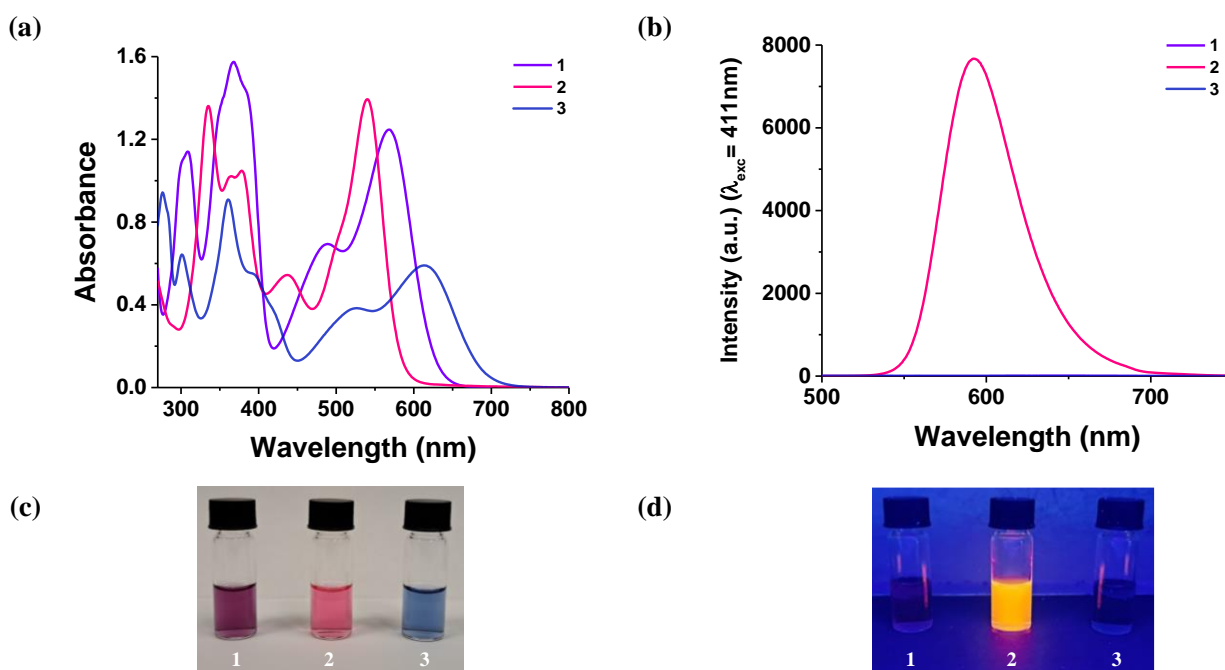 (a)
1.6
1.2
0.8
0.4
0.0
Absorbance
300 400 500 600 700 800
Wavelength (nm)
1
2
3
(b)
8000
6000
4000
2000
0
Intensity (a.u.) (λexc= 411nm)
500 600 700
Wavelength (nm)
1
2
3
(c)
1 2 3
(d)
1 2 3